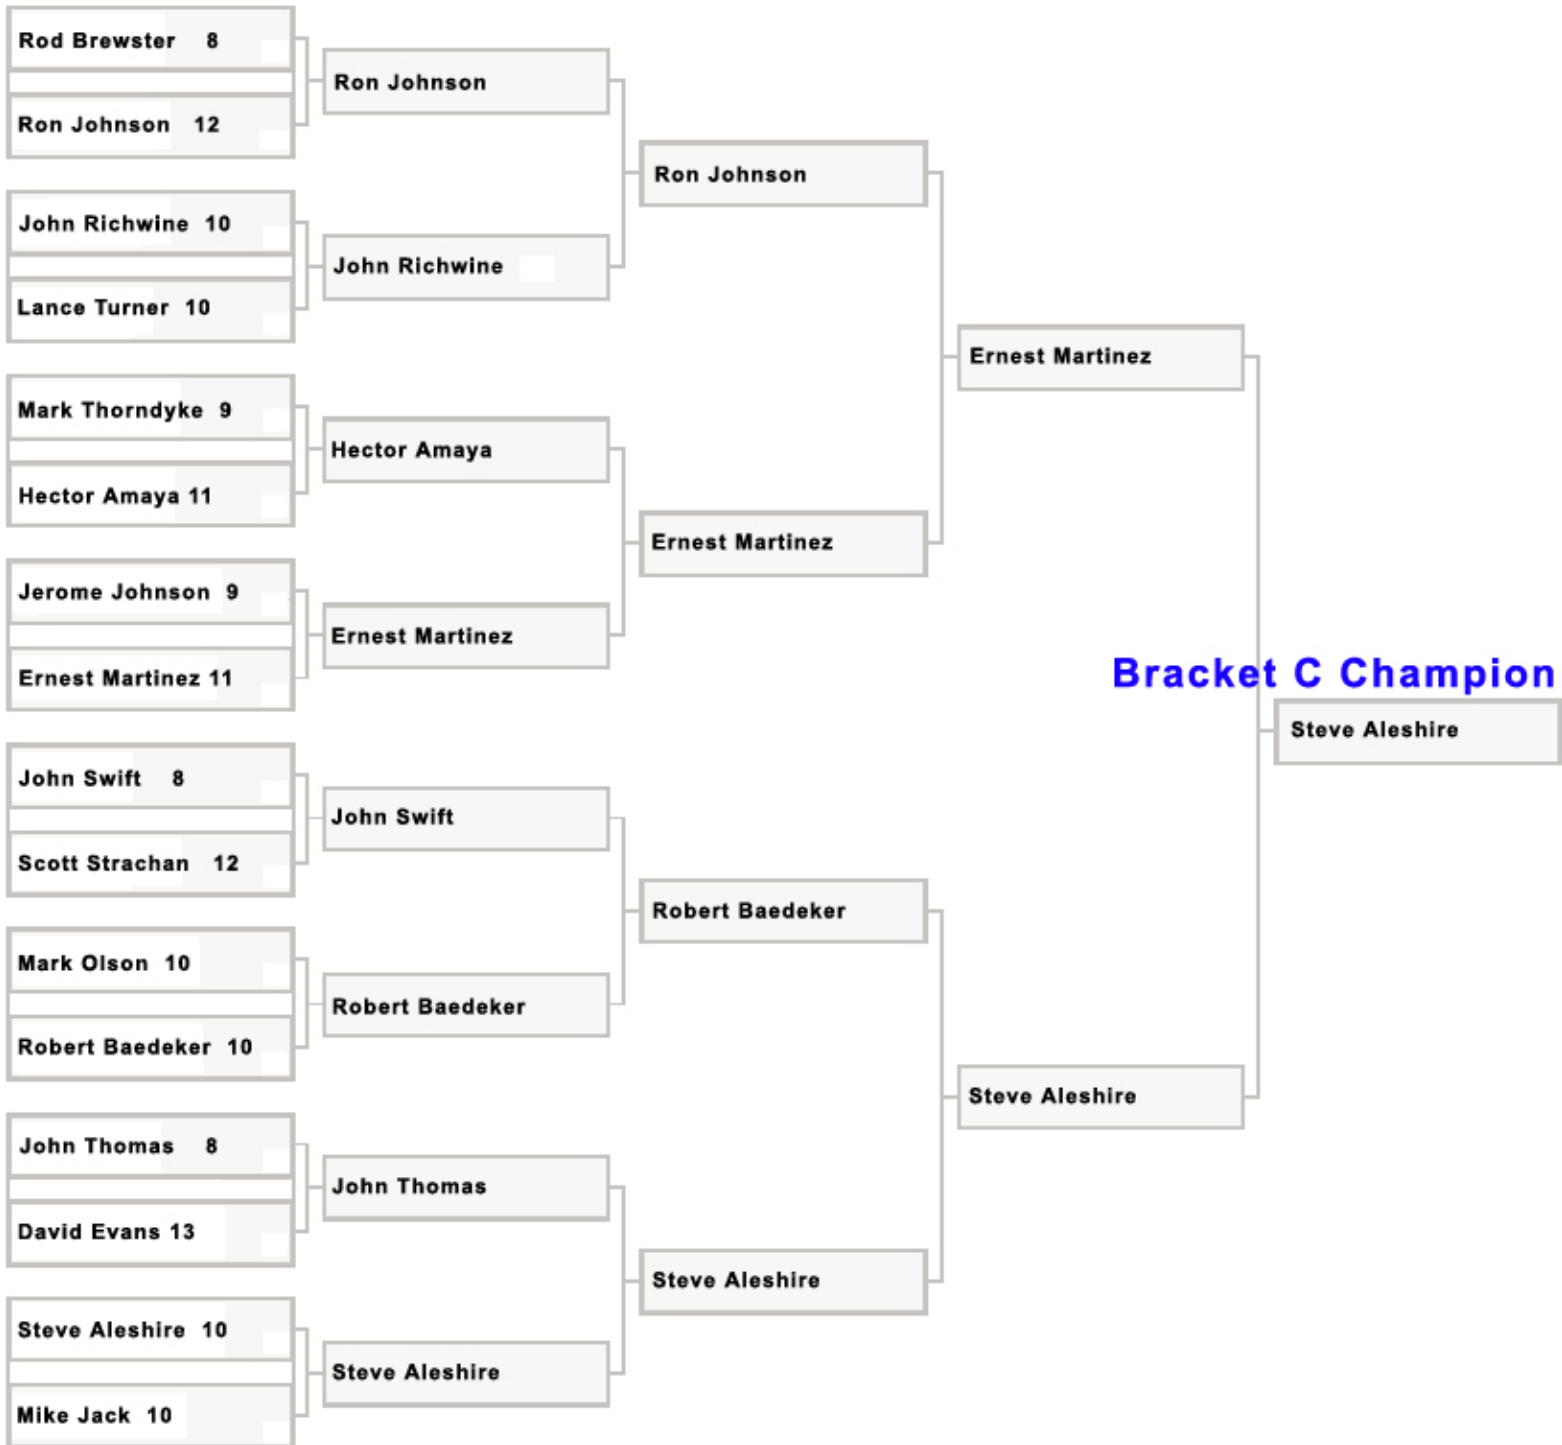 Rod Brewster 8
Ron Johnson 12
John Richwine 10
Lance Turner 10
Mark Thorndyke 9
Hector Amaya 11
Jerome Johnson 9
Ernest Martinez 11
John Swift 8
Scott Strachan 12
Mark Olson 10
Robert Baedeker 10
John Thomas 8
David Evans 13
Steve Aleshire 10
Mike Jack 10
Ron Johnson
John Richwine
Hector Amaya
Ernest Martinez
John Swift
Robert Baedeker
John Thomas
Steve Aleshire
Ron Johnson
Ernest Martinez
Robert Baedeker
Steve Aleshire
Ernest Martinez
Steve Aleshire
Bracket C Champion
Steve Aleshire